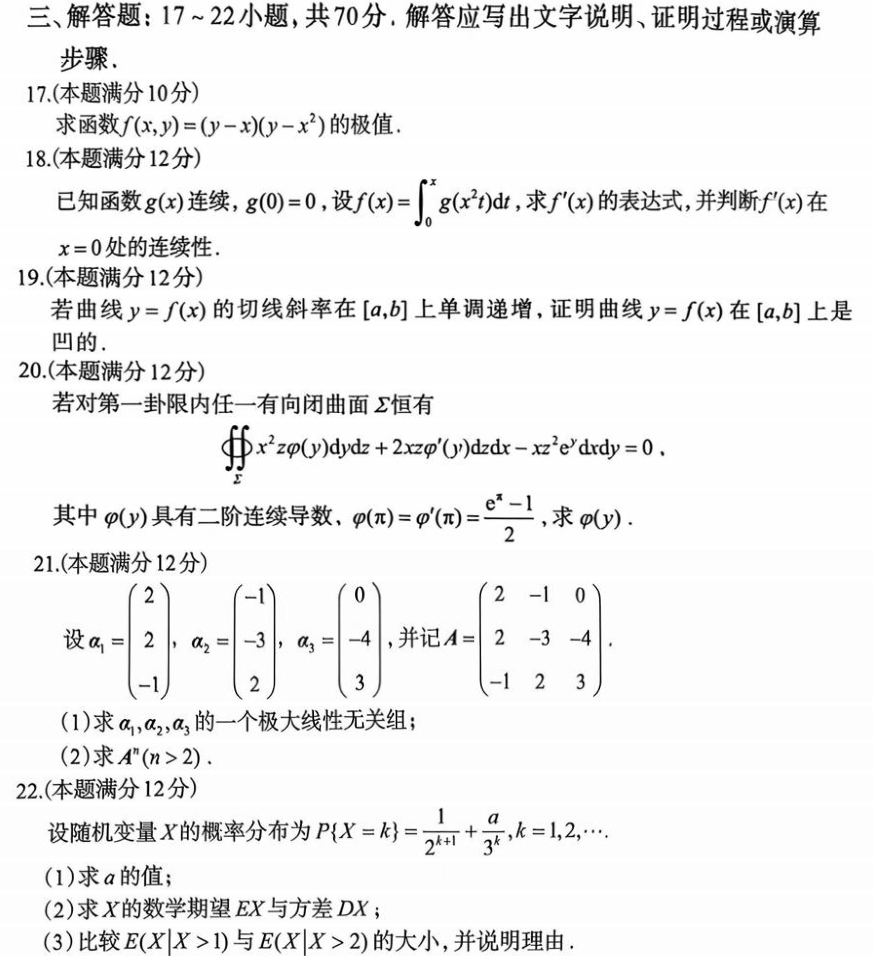 三、解答题:17~22小题,共70分.解答应写出文字说明、证明过程或演算
步骤.
17.(本题满分10分)
求函数f(x,y)=(y-x)(y-x²)的极值.
18.(本题满分12分)
已知函数g(x)连续,g(0)=0,设f(x)=∫₀ˣ g(x²t)dt,求f′(x)的表达式,并判断f′(x)在
x=0处的连续性.
19.(本题满分12分)
若曲线y=f(x)的切线斜率在[a,b]上单调递增,证明曲线y=f(x)在[a,b]上是
凹的.
20.(本题满分12分)
若对第一卦限内任一有向闭曲面Σ恒有
∯_Σ x²zφ(y)dydz+2xzφ′(y)dzdx-xz²e^y dxdy=0,
其中φ(y)具有二阶连续导数,φ(π)=φ′(π)=(e^π-1)/2,求φ(y).
21.(本题满分12分)
设α₁=(2 2 -1), α₂=(-1 -3 2), α₃=(0 -4 3),并记A=(2 -1 0; 2 -3 -4; -1 2 3).
(1)求α₁,α₂,α₃的一个极大线性无关组;
(2)求Aⁿ(n>2).
22.(本题满分12分)
设随机变量X的概率分布为P{X=k}=1/2^(k+1)+a/3^k,k=1,2,⋯.
(1)求a的值;
(2)求X的数学期望EX与方差DX;
(3)比较E(X|X>1)与E(X|X>2)的大小,并说明理由.